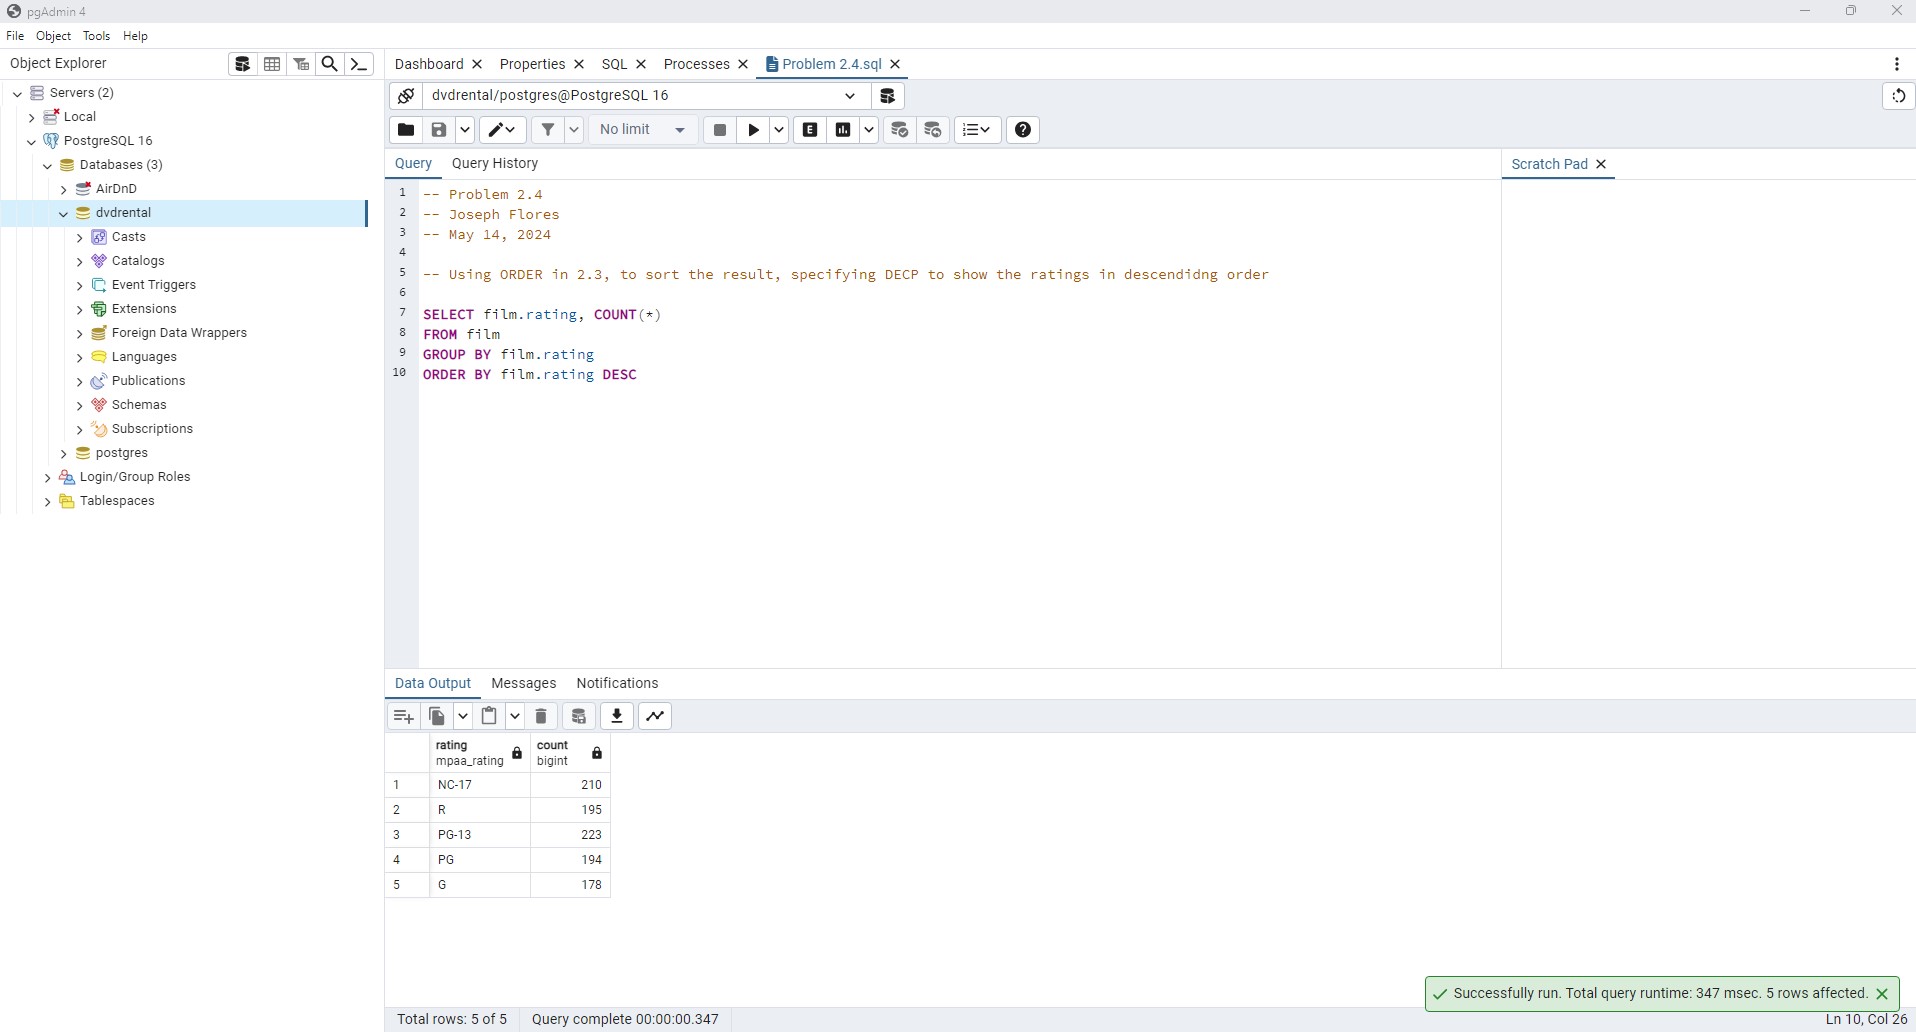 pgAdmin 4
File Object Tools Help
Object Explorer
Dashboard Properties SQL Processes Problem 2.4.sql
Servers (2)
Local
PostgreSQL 16
Databases (3)
AirDnD
dvdrental
Casts
Catalogs
Event Triggers
Extensions
Foreign Data Wrappers
Languages
Publications
Schemas
Subscriptions
postgres
Login/Group Roles
Tablespaces
dvdrental/postgres@PostgreSQL 16
No limit
E
Query Query History
Scratch Pad
1 -- Problem 2.4
2 -- Joseph Flores
3 -- May 14, 2024
4
5 -- Using ORDER in 2.3, to sort the result, specifying DECP to show the ratings in descendidng order
6
7 SELECT film.rating, COUNT(*)
8 FROM film
9 GROUP BY film.rating
10 ORDER BY film.rating DESC
Data Output Messages Notifications
rating count
mpaa_rating bigint
1 NC-17 210
2 R 195
3 PG-13 223
4 PG 194
5 G 178
Successfully run. Total query runtime: 347 msec. 5 rows affected.
Total rows: 5 of 5 Query complete 00:00:00.347 Ln 10, Col 26